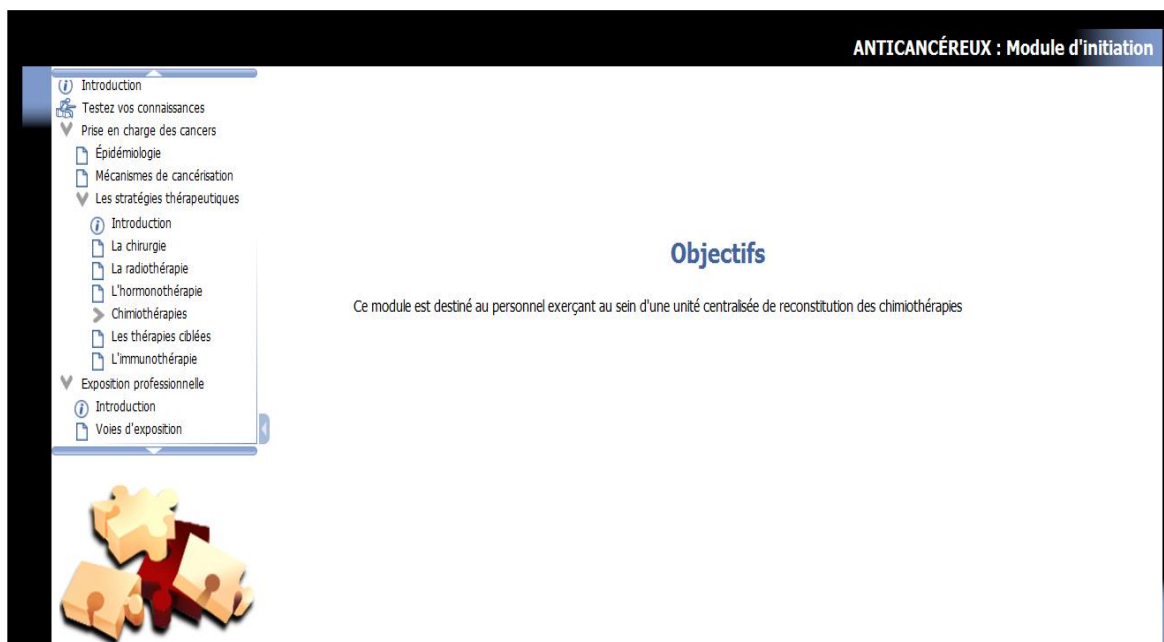 ANTICANCÉREUX : Module d'initiation
Introduction
Testez vos connaissances
Prise en charge des cancers
Épidémiologie
Mécanismes de cancérisation
Les stratégies thérapeutiques
Introduction
La chirurgie
La radiothérapie
L'hormonothérapie
Chimiothérapies
Les thérapies ciblées
L'immunothérapie
Exposition professionnelle
Introduction
Voies d'exposition
Objectifs
Ce module est destiné au personnel exerçant au sein d'une unité centralisée de reconstitution des chimiothérapies